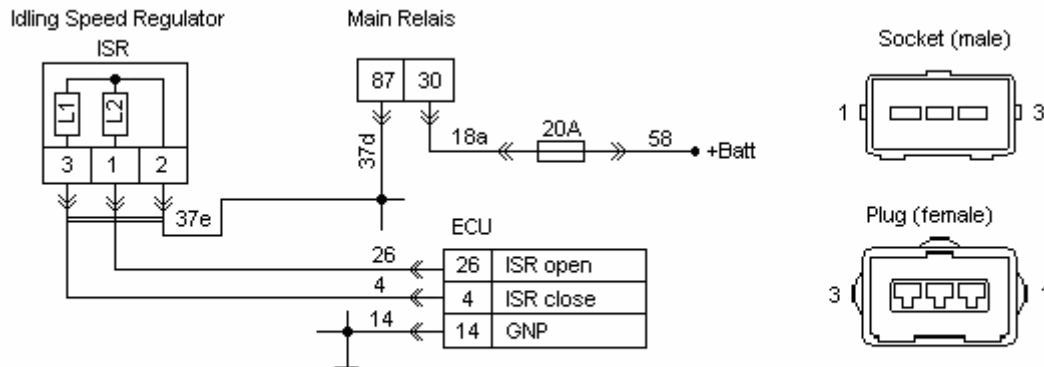 Idling Speed Regulator
ISR
Main Relais
Socket (male)
L1 L2
87 30
1 3
3 1 2
37d
18a 20A 58 +Batt
37e
Plug (female)
ECU
26 26 ISR open
4 4 ISR close
14 14 GNP
3 1